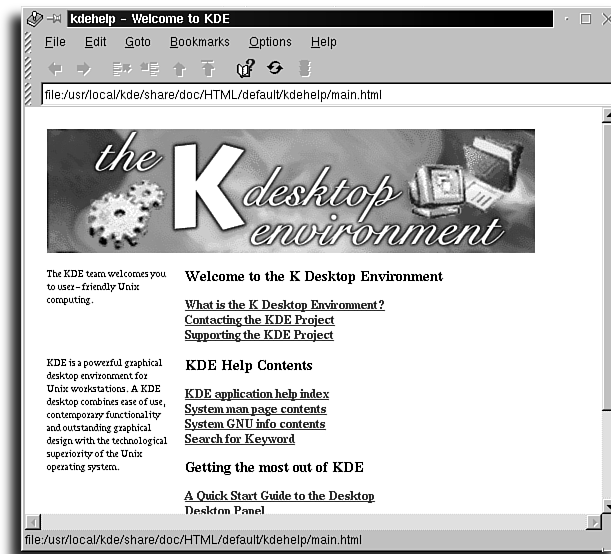 kdehelp - Welcome to KDE
File Edit Goto Bookmarks Options Help
file:/usr/local/kde/share/doc/HTML/default/kdehelp/main.html
the K desktop
environment
The KDE team welcomes you
to user-friendly Unix
computing.
Welcome to the K Desktop Environment
What is the K Desktop Environment?
Contacting the KDE Project
Supporting the KDE Project
KDE is a powerful graphical
desktop environment for
Unix workstations. A KDE
desktop combines ease of use,
contemporary functionality
and outstanding graphical
design with the technological
superiority of the Unix
operating system.
KDE Help Contents
KDE application help index
System man page contents
System GNU info contents
Search for Keyword
Getting the most out of KDE
A Quick Start Guide to the Desktop
Desktop Panel
file:/usr/local/kde/share/doc/HTML/default/kdehelp/main.html